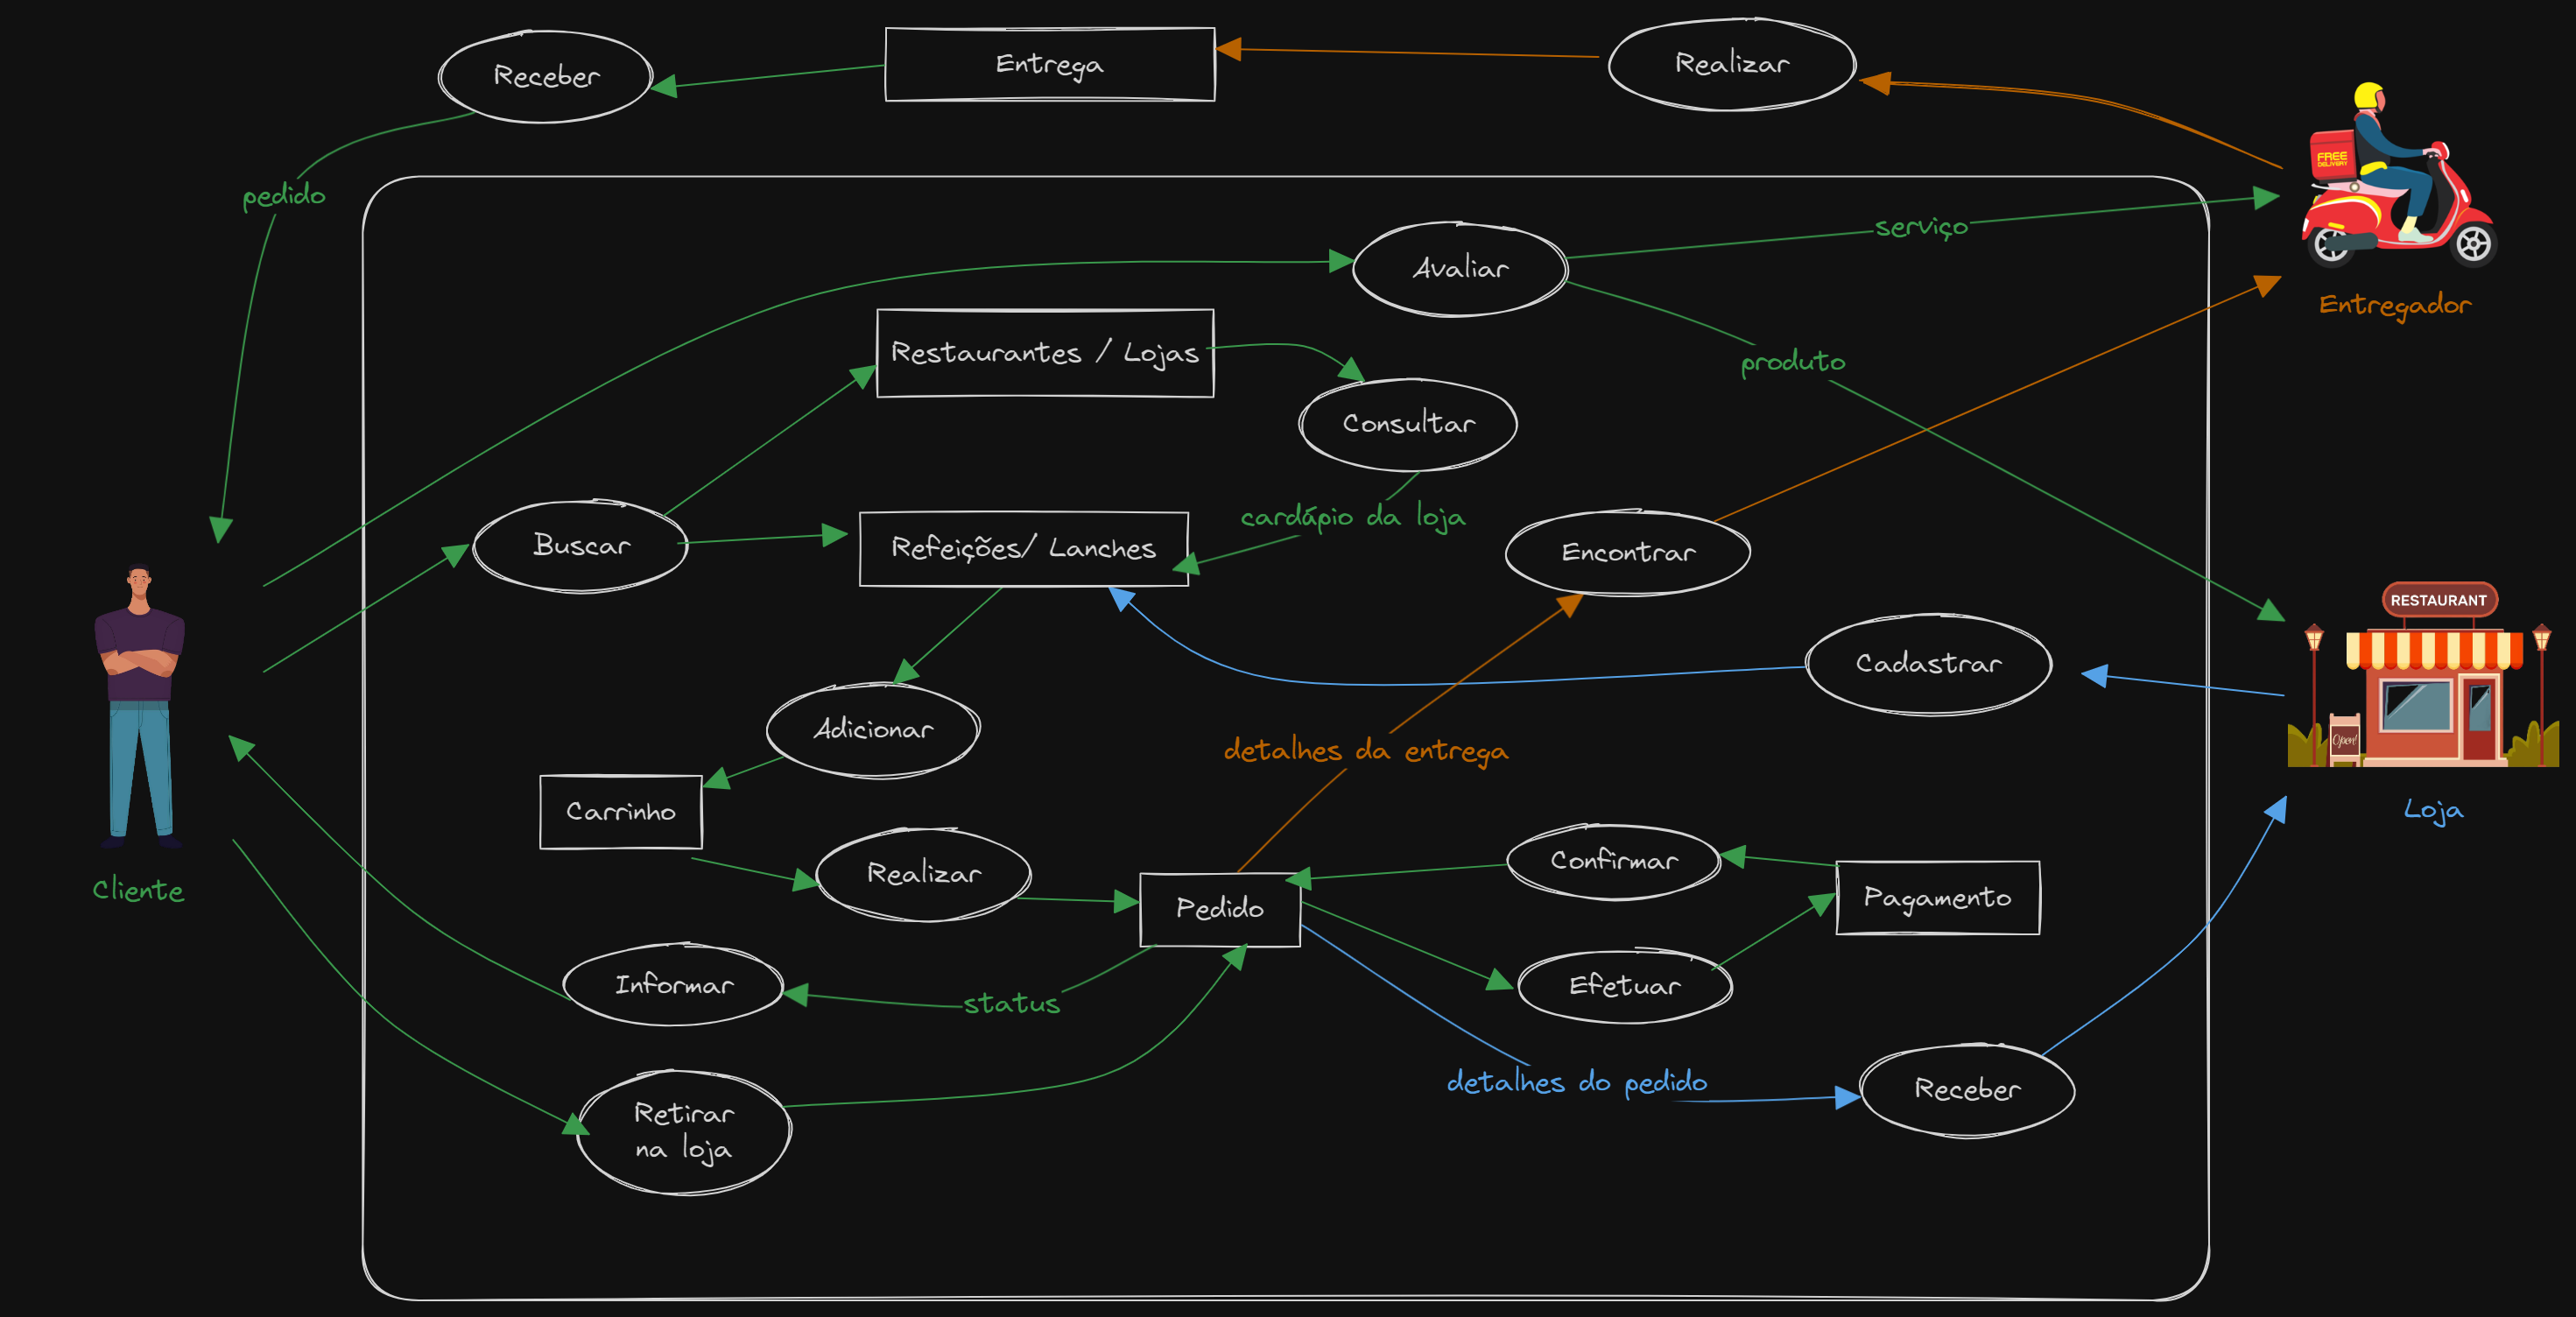 Receber
Entrega
Realizar
pedido
FREE
DELIVERY
serviço
Avaliar
Entregador
Restaurantes / Lojas
produto
Consultar
cardápio da loja
Buscar
Refeições/ Lanches
Encontrar
RESTAURANT
Cadastrar
Adicionar
detalhes da entrega
Open!
Carrinho
Loja
Confirmar
Realizar
Cliente
Pagamento
Pedido
Informar
Efetuar
status
detalhes do pedido
Receber
Retirar
na loja